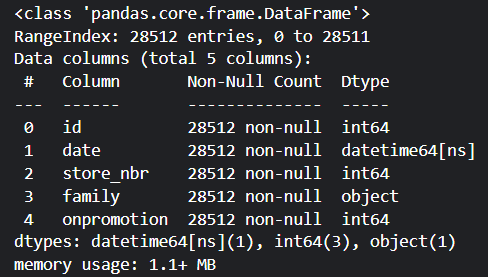 <class 'pandas.core.frame.DataFrame'>
RangeIndex: 28512 entries, 0 to 28511
Data columns (total 5 columns):
 #   Column       Non-Null Count  Dtype
---  ------       --------------  -----
 0   id           28512 non-null  int64
 1   date         28512 non-null  datetime64[ns]
 2   store_nbr    28512 non-null  int64
 3   family       28512 non-null  object
 4   onpromotion  28512 non-null  int64
dtypes: datetime64[ns](1), int64(3), object(1)
memory usage: 1.1+ MB